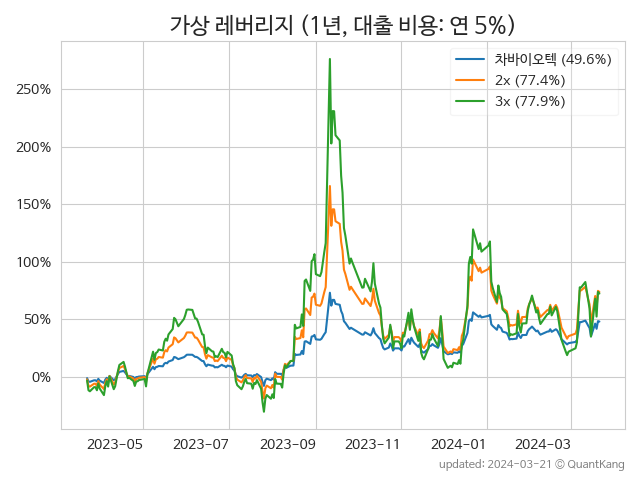 가상 레버리지 (1년, 대출 비용: 연 5%)
차바이오텍 (49.6%)
2x (77.4%)
3x (77.9%)
250%
200%
150%
100%
50%
0%
2023-05 2023-07 2023-09 2023-11 2024-01 2024-03
updated: 2024-03-21 © QuantKang